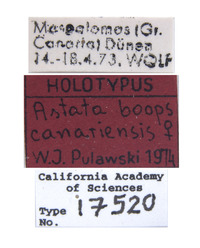 Maspalomas (Gr.
Canaria) Dünen
14.-18.4.73. WOLF
HOLOTYPUS
Astata boops
canariensis ♀
W.J. Pulawski 1974
California Academy
of Sciences
Type
No. 17520